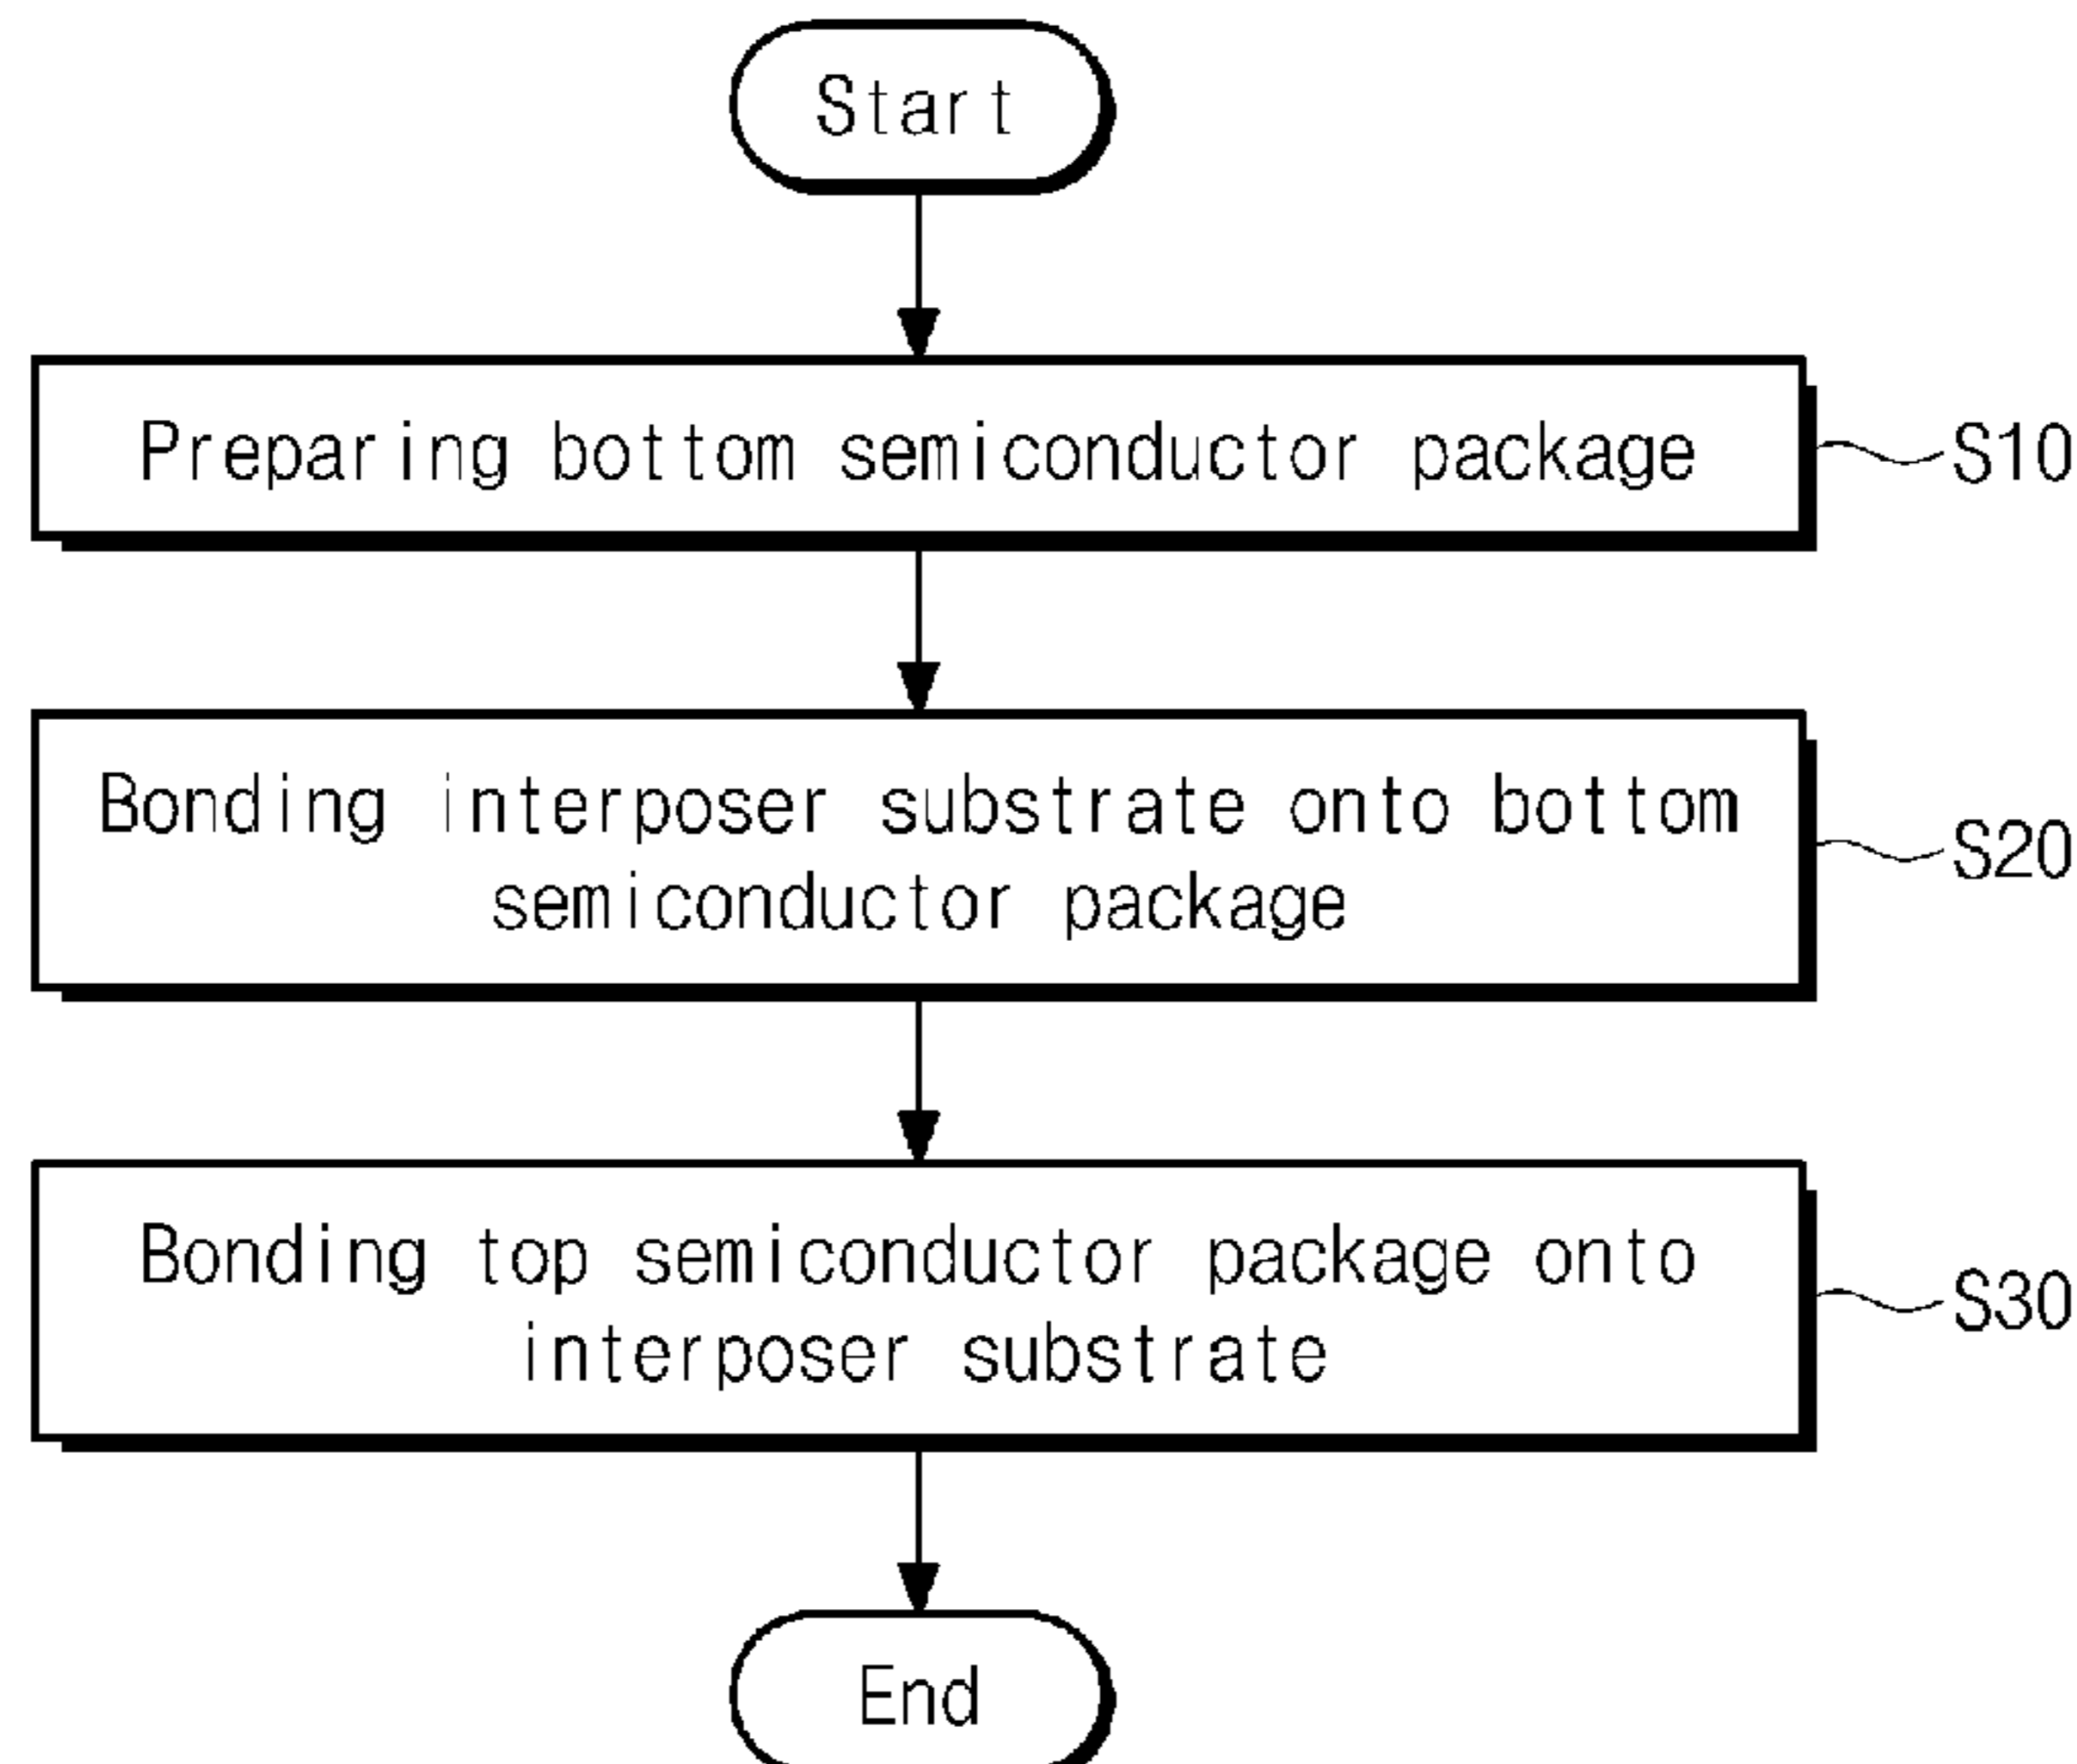 Start
Preparing bottom semiconductor package
S10
Bonding interposer substrate onto bottom
semiconductor package
S20
Bonding top semiconductor package onto
interposer substrate
S30
End